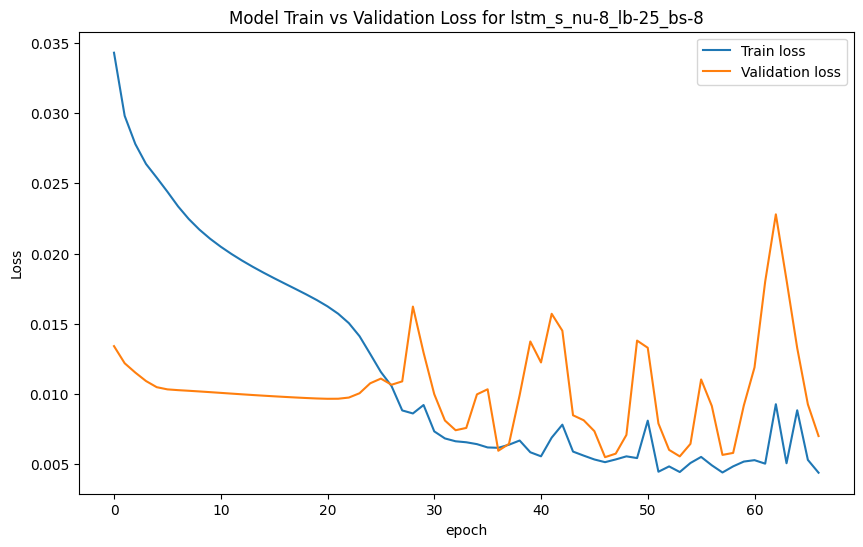 Model Train vs Validation Loss for lstm_s_nu-8_lb-25_bs-8
Train loss
Validation loss
0.035
0.030
0.025
0.020
0.015
0.010
0.005
Loss
0 10 20 30 40 50 60
epoch